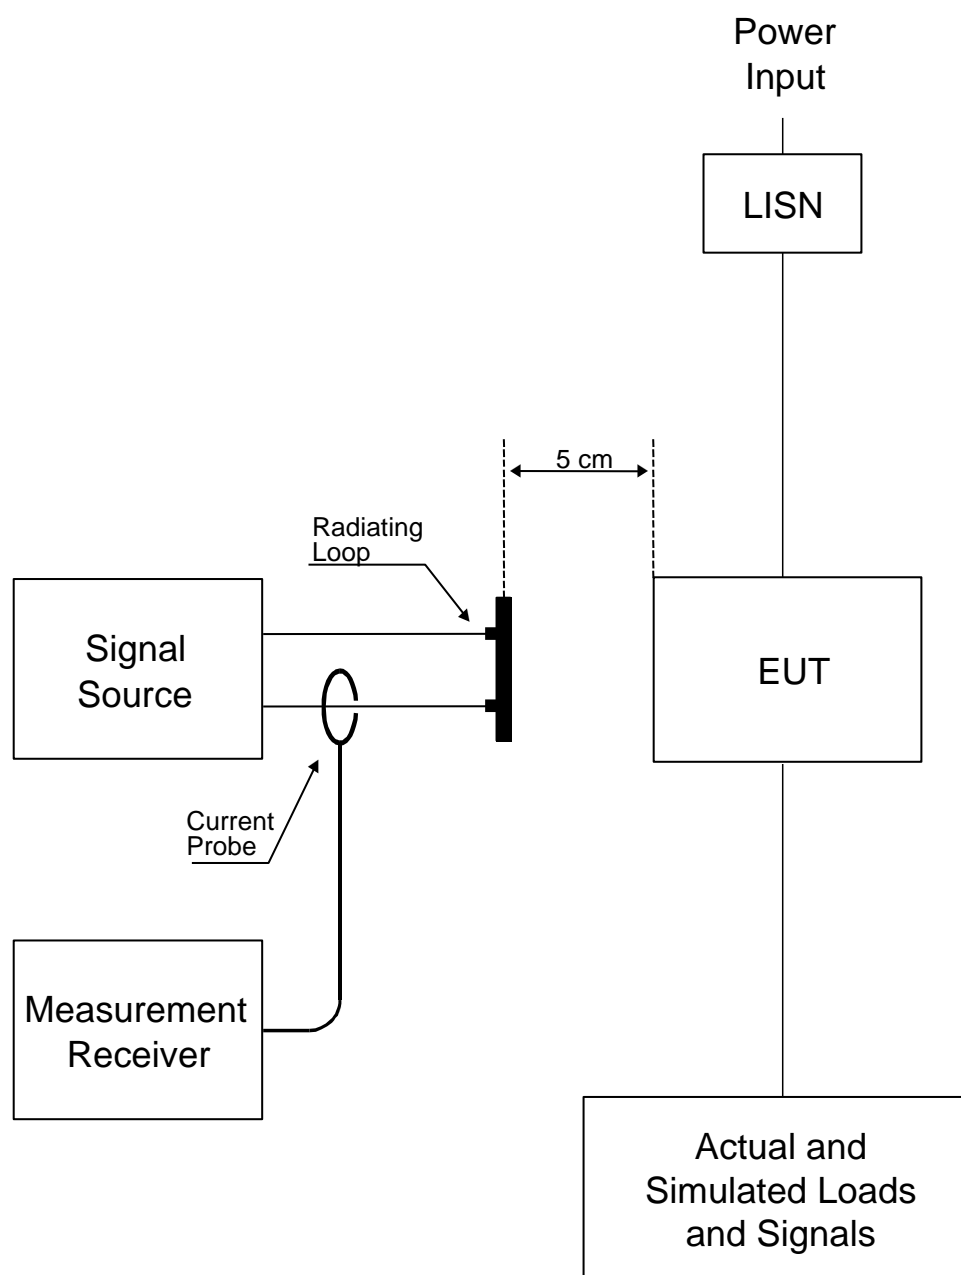 Power
Input
LISN
5 cm
Radiating
Loop
Signal
Source
EUT
Current
Probe
Measurement
Receiver
Actual and
Simulated Loads
and Signals